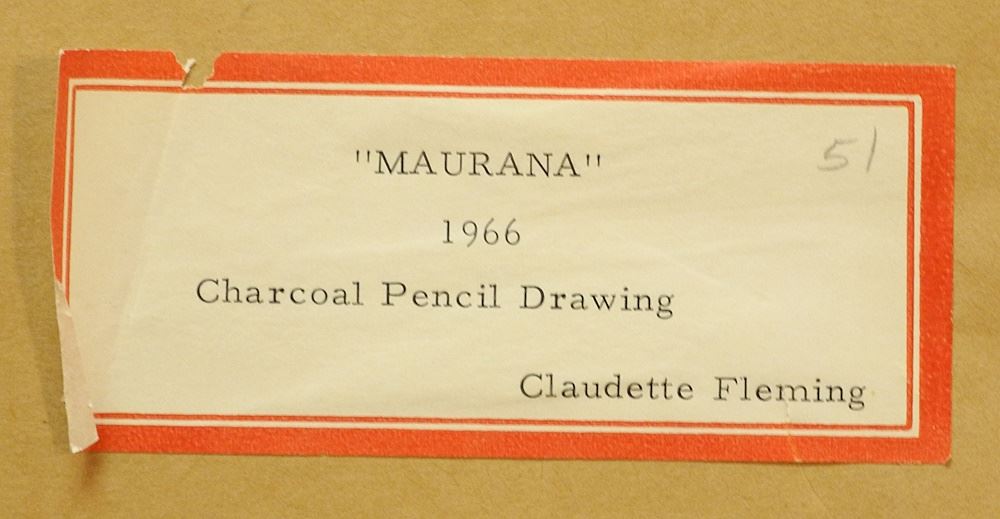 "MAURANA"
51
1966
Charcoal Pencil Drawing
Claudette Fleming